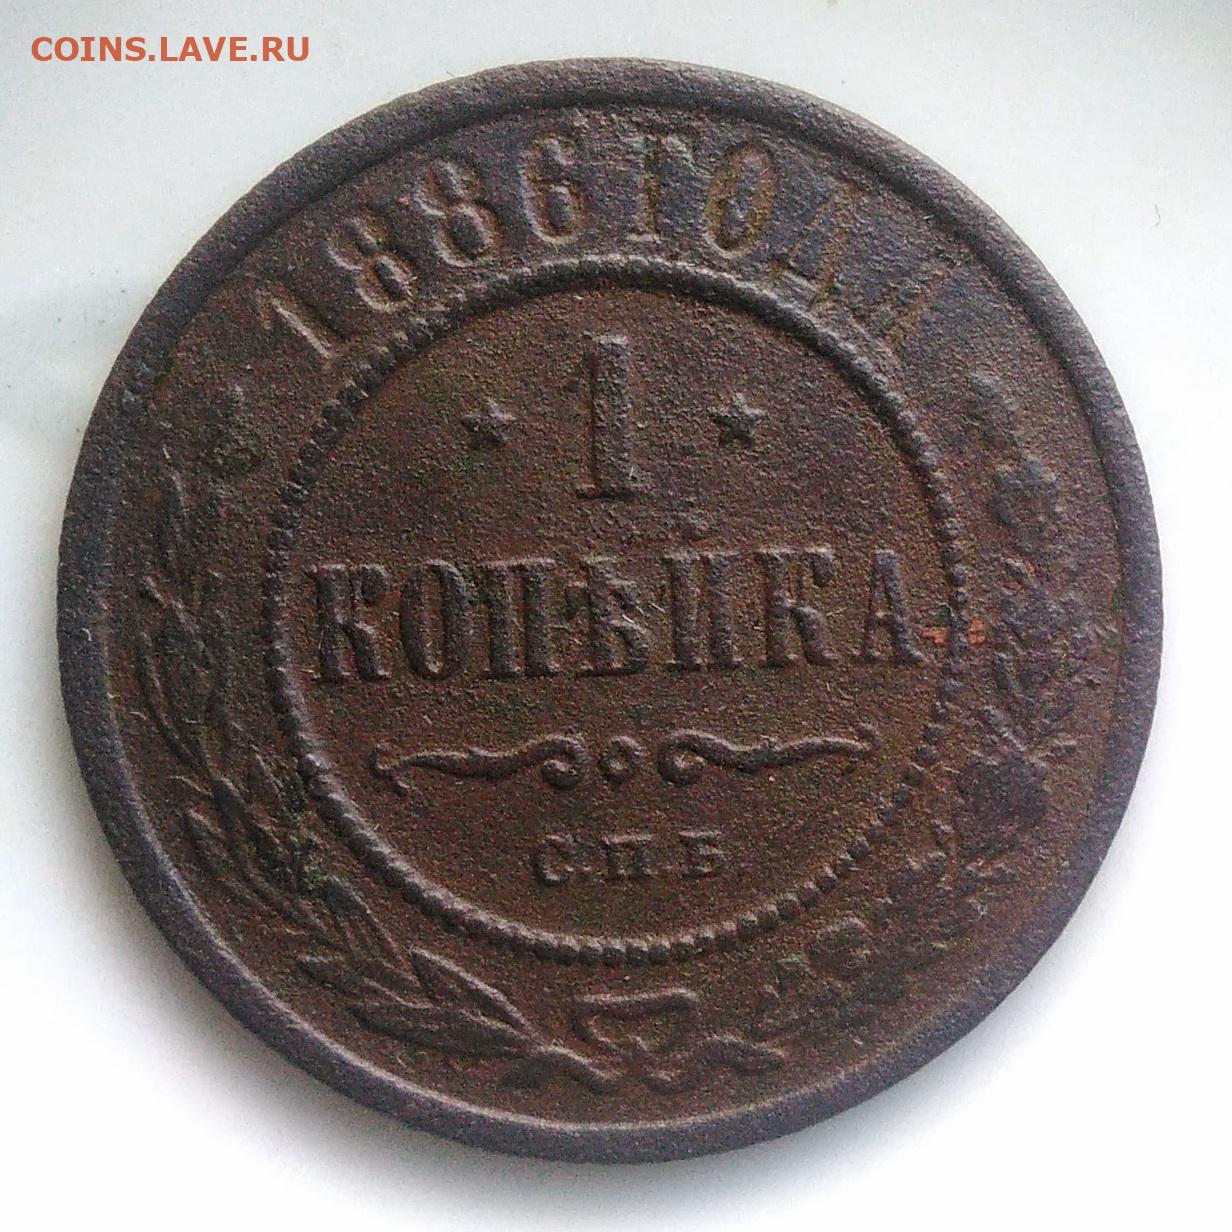 COINS.LAVE.RU
1886 ГОДА
1
КОПѢЙКА
С.П.Б.